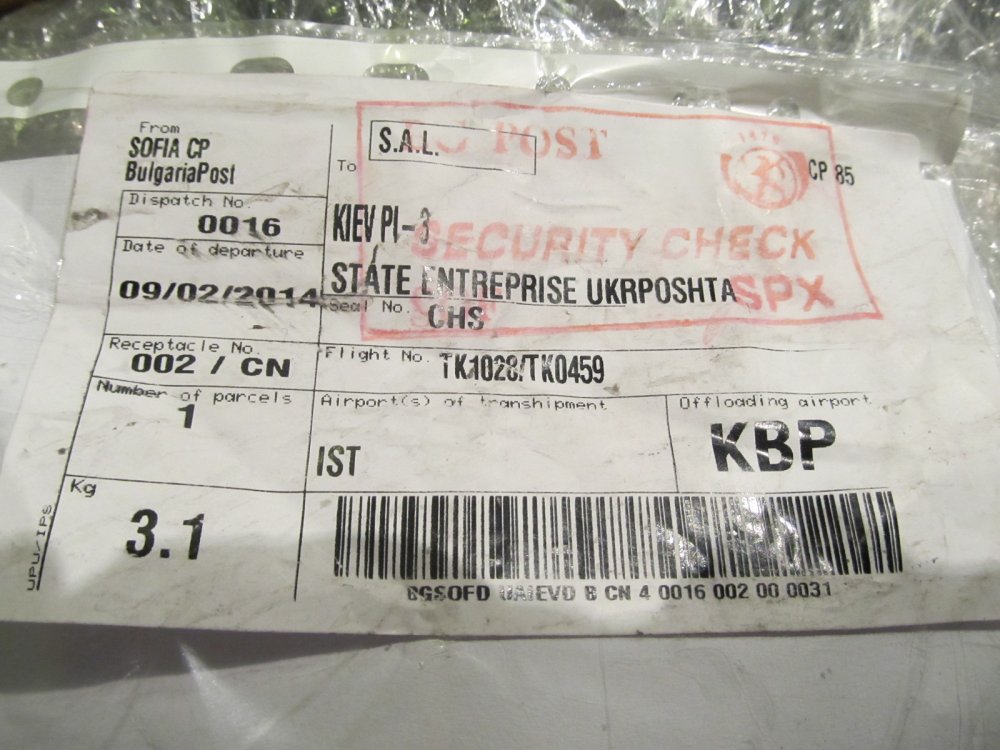 From
SOFIA CP
BulgariaPost
Dispatch No.
0016
Date of departure
09/02/2014
Receptacle No.
002 / CN
Number of parcels
1
Kg
3.1
UPU/IPS
S.A.L.
POST
1879
CP 85
To
KIEV PI-3
SECURITY CHECK
SPX
STATE ENTREPRISE UKRPOSHTA
Seal No.
CHS
Flight No.
TK1028/TK0459
Airport(s) of transhipment
IST
Offloading airport
KBP
BGSOFD UAIEVD B CN 4 0016 002 00 0031